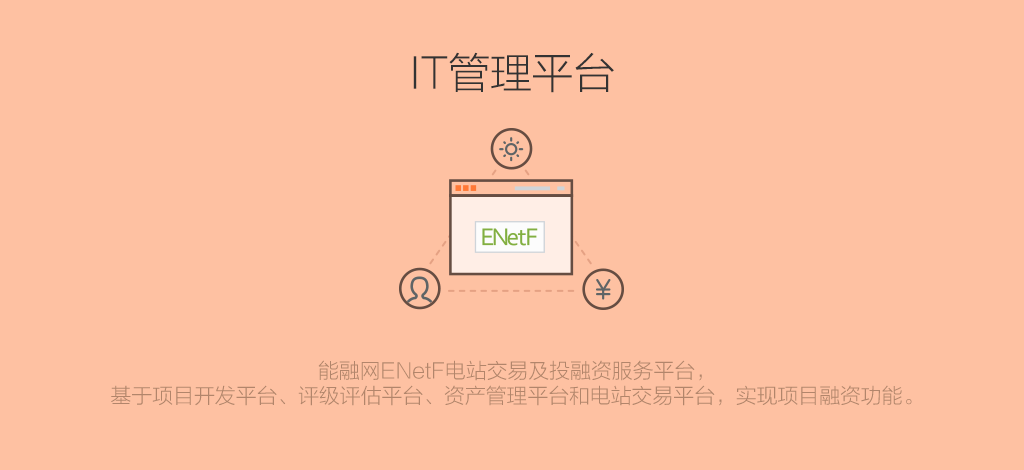 IT管理平台
ENetF
¥
能融网ENetF电站交易及投融资服务平台，
基于项目开发平台、评级评估平台、资产管理平台和电站交易平台，实现项目融资功能。